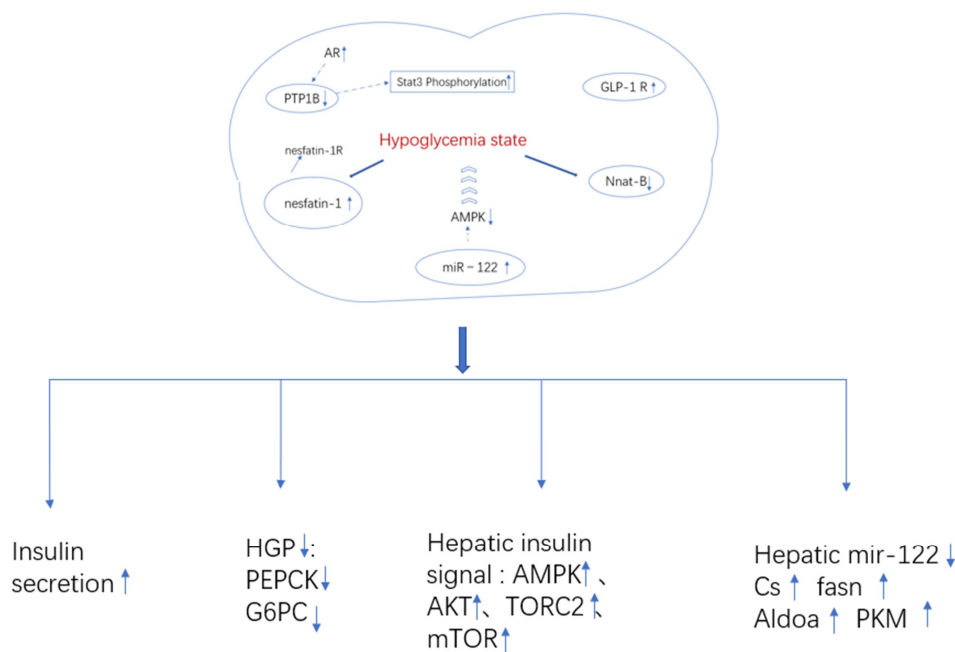 AR↑
Stat3 Phosphorylation↑
PTP1B↓
GLP-1 R↑
Hypoglycemia state
nesfatin-1R
nesfatin-1↑
Nnat-B↓
AMPK↓
miR－122↑
Insulin
secretion↑
HGP↓:
PEPCK↓
G6PC↓
Hepatic insulin
signal : AMPK↑、
AKT↑、TORC2↑、
mTOR↑
Hepatic mir-122↓
Cs↑ fasn↑
Aldoa↑ PKM↑